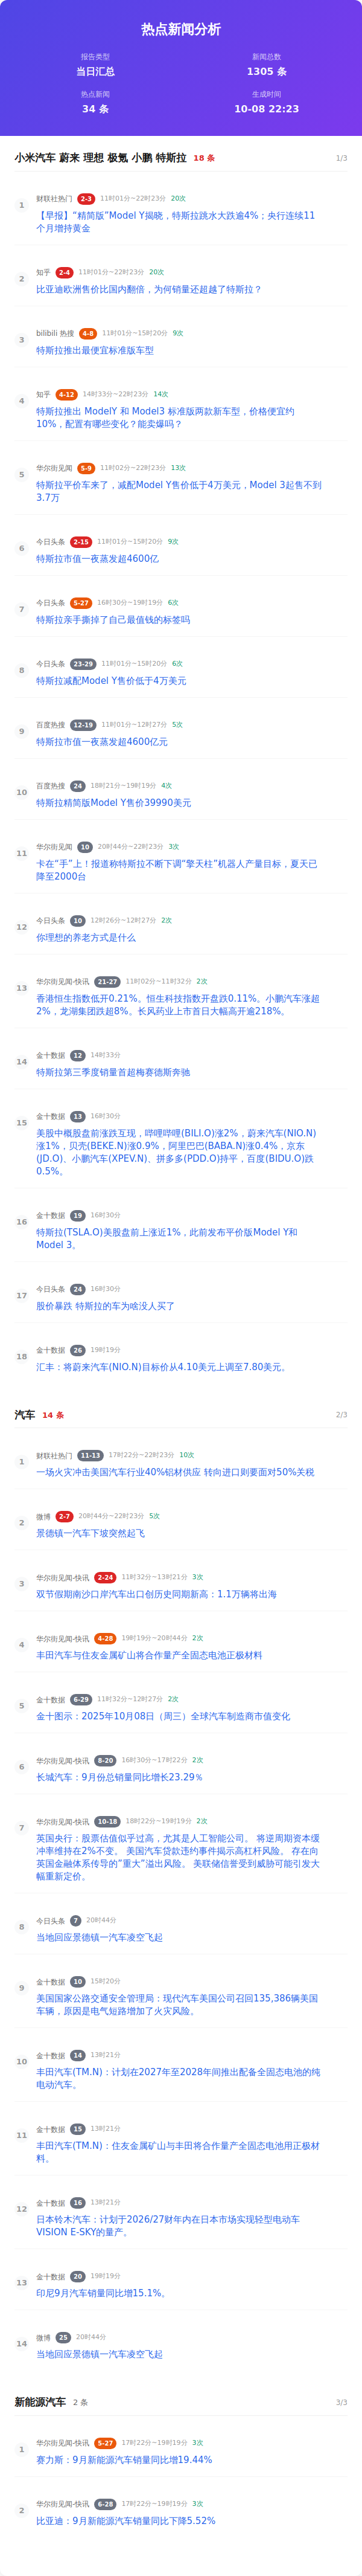 热点新闻分析
报告类型
新闻总数
当日汇总
1305 条
热点新闻
生成时间
34 条
10-08 22:23
小米汽车 蔚来 理想 极氪 小鹏 特斯拉 18 条 1/3
1 财联社热门 2-3 11时01分~22时23分 20次
【早报】“精简版”Model Y揭晓，特斯拉跳水大跌逾4%；央行连续11
个月增持黄金
2 知乎 2-4 11时01分~22时23分 20次
比亚迪欧洲售价比国内翻倍，为何销量还超越了特斯拉？
3 bilibili 热搜 4-8 11时01分~15时20分 9次
特斯拉推出最便宜标准版车型
4 知乎 4-12 14时33分~22时23分 14次
特斯拉推出 ModelY 和 Model3 标准版两款新车型，价格便宜约
10%，配置有哪些变化？能卖爆吗？
5 华尔街见闻 5-9 11时02分~22时23分 13次
特斯拉平价车来了，减配Model Y售价低于4万美元，Model 3起售不到
3.7万
6 今日头条 2-15 11时01分~15时20分 9次
特斯拉市值一夜蒸发超4600亿
7 今日头条 5-27 16时30分~19时19分 6次
特斯拉亲手撕掉了自己最值钱的标签吗
8 今日头条 23-29 11时01分~15时20分 6次
特斯拉减配Model Y售价低于4万美元
9 百度热搜 12-19 11时01分~12时27分 5次
特斯拉市值一夜蒸发超4600亿元
10 百度热搜 24 18时21分~19时19分 4次
特斯拉精简版Model Y售价39990美元
11 华尔街见闻 10 20时44分~22时23分 3次
卡在“手”上！报道称特斯拉不断下调“擎天柱”机器人产量目标，夏天已
降至2000台
12 今日头条 10 12时26分~12时27分 2次
你理想的养老方式是什么
13 华尔街见闻-快讯 21-27 11时02分~11时32分 2次
香港恒生指数低开0.21%。恒生科技指数开盘跌0.11%。小鹏汽车涨超
2%，龙湖集团跌超8%。长风药业上市首日大幅高开逾218%。
14 金十数据 12 14时33分
特斯拉第三季度销量首超梅赛德斯奔驰
15 金十数据 13 16时30分
美股中概股盘前涨跌互现，哔哩哔哩(BILI.O)涨2%，蔚来汽车(NIO.N)
涨1%，贝壳(BEKE.N)涨0.9%，阿里巴巴(BABA.N)涨0.4%，京东
(JD.O)、小鹏汽车(XPEV.N)、拼多多(PDD.O)持平，百度(BIDU.O)跌
0.5%。
16 金十数据 19 16时30分
特斯拉(TSLA.O)美股盘前上涨近1%，此前发布平价版Model Y和
Model 3。
17 今日头条 24 16时30分
股价暴跌 特斯拉的车为啥没人买了
18 金十数据 26 19时19分
汇丰：将蔚来汽车(NIO.N)目标价从4.10美元上调至7.80美元。
汽车 14 条 2/3
1 财联社热门 11-13 17时22分~22时23分 10次
一场火灾冲击美国汽车行业40%铝材供应 转向进口则要面对50%关税
2 微博 2-7 20时44分~22时23分 5次
景德镇一汽车下坡突然起飞
3 华尔街见闻-快讯 2-24 11时32分~13时21分 3次
双节假期南沙口岸汽车出口创历史同期新高：1.1万辆将出海
4 华尔街见闻-快讯 4-28 19时19分~20时44分 2次
丰田汽车与住友金属矿山将合作量产全固态电池正极材料
5 金十数据 6-29 11时32分~12时27分 2次
金十图示：2025年10月08日（周三）全球汽车制造商市值变化
6 华尔街见闻-快讯 8-20 16时30分~17时22分 2次
长城汽车：9月份总销量同比增长23.29％
7 华尔街见闻-快讯 10-18 18时22分~19时19分 2次
英国央行：股票估值似乎过高，尤其是人工智能公司。 将逆周期资本缓
冲率维持在2%不变。 美国汽车贷款违约事件揭示高杠杆风险。 存在向
英国金融体系传导的“重大”溢出风险。 美联储信誉受到威胁可能引发大
幅重新定价。
8 今日头条 7 20时44分
当地回应景德镇一汽车凌空飞起
9 金十数据 10 15时20分
美国国家公路交通安全管理局：现代汽车美国公司召回135,986辆美国
车辆，原因是电气短路增加了火灾风险。
10 金十数据 14 13时21分
丰田汽车(TM.N)：计划在2027年至2028年间推出配备全固态电池的纯
电动汽车。
11 金十数据 15 13时21分
丰田汽车(TM.N)：住友金属矿山与丰田将合作量产全固态电池用正极材
料。
12 金十数据 16 13时21分
日本铃木汽车：计划于2026/27财年内在日本市场实现轻型电动车
VISION E-SKY的量产。
13 金十数据 20 19时19分
印尼9月汽车销量同比增15.1%。
14 微博 25 20时44分
当地回应景德镇一汽车凌空飞起
新能源汽车 2 条 3/3
1 华尔街见闻-快讯 5-27 17时22分~19时19分 3次
赛力斯：9月新能源汽车销量同比增19.44%
2 华尔街见闻-快讯 6-28 17时22分~19时19分 3次
比亚迪：9月新能源汽车销量同比下降5.52%